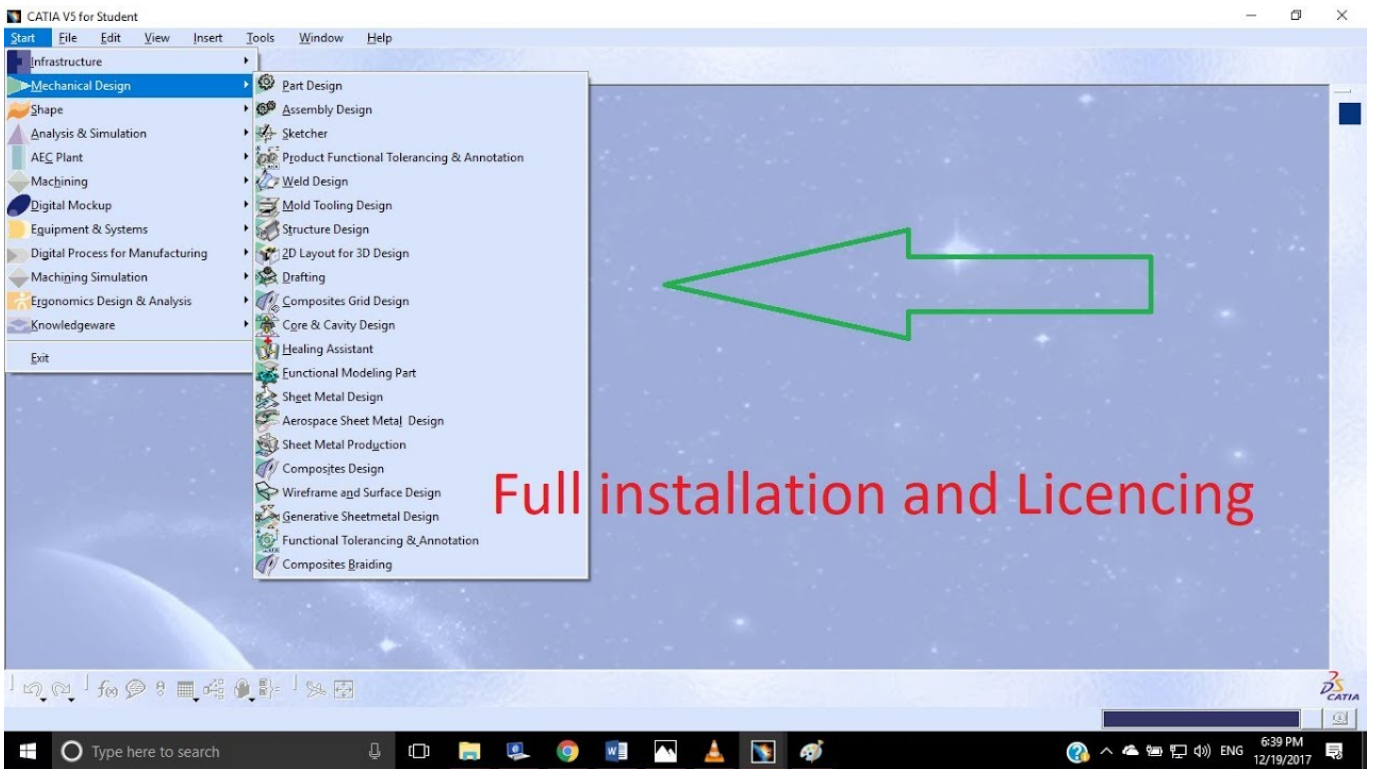 CATIA V5 for Student
Start File Edit View Insert Tools Window Help
Infrastructure
Mechanical Design
Shape
Analysis & Simulation
AEC Plant
Machining
Digital Mockup
Equipment & Systems
Digital Process for Manufacturing
Machining Simulation
Ergonomics Design & Analysis
Knowledgeware
Exit
Part Design
Assembly Design
Sketcher
Product Functional Tolerancing & Annotation
Weld Design
Mold Tooling Design
Structure Design
2D Layout for 3D Design
Drafting
Composites Grid Design
Core & Cavity Design
Healing Assistant
Functional Modeling Part
Sheet Metal Design
Aerospace Sheet Metal Design
Sheet Metal Production
Composites Design
Wireframe and Surface Design
Generative Sheetmetal Design
Functional Tolerancing & Annotation
Composites Braiding
Full installation and Licencing
f(x)
CATIA
Type here to search
ENG
6:39 PM
12/19/2017